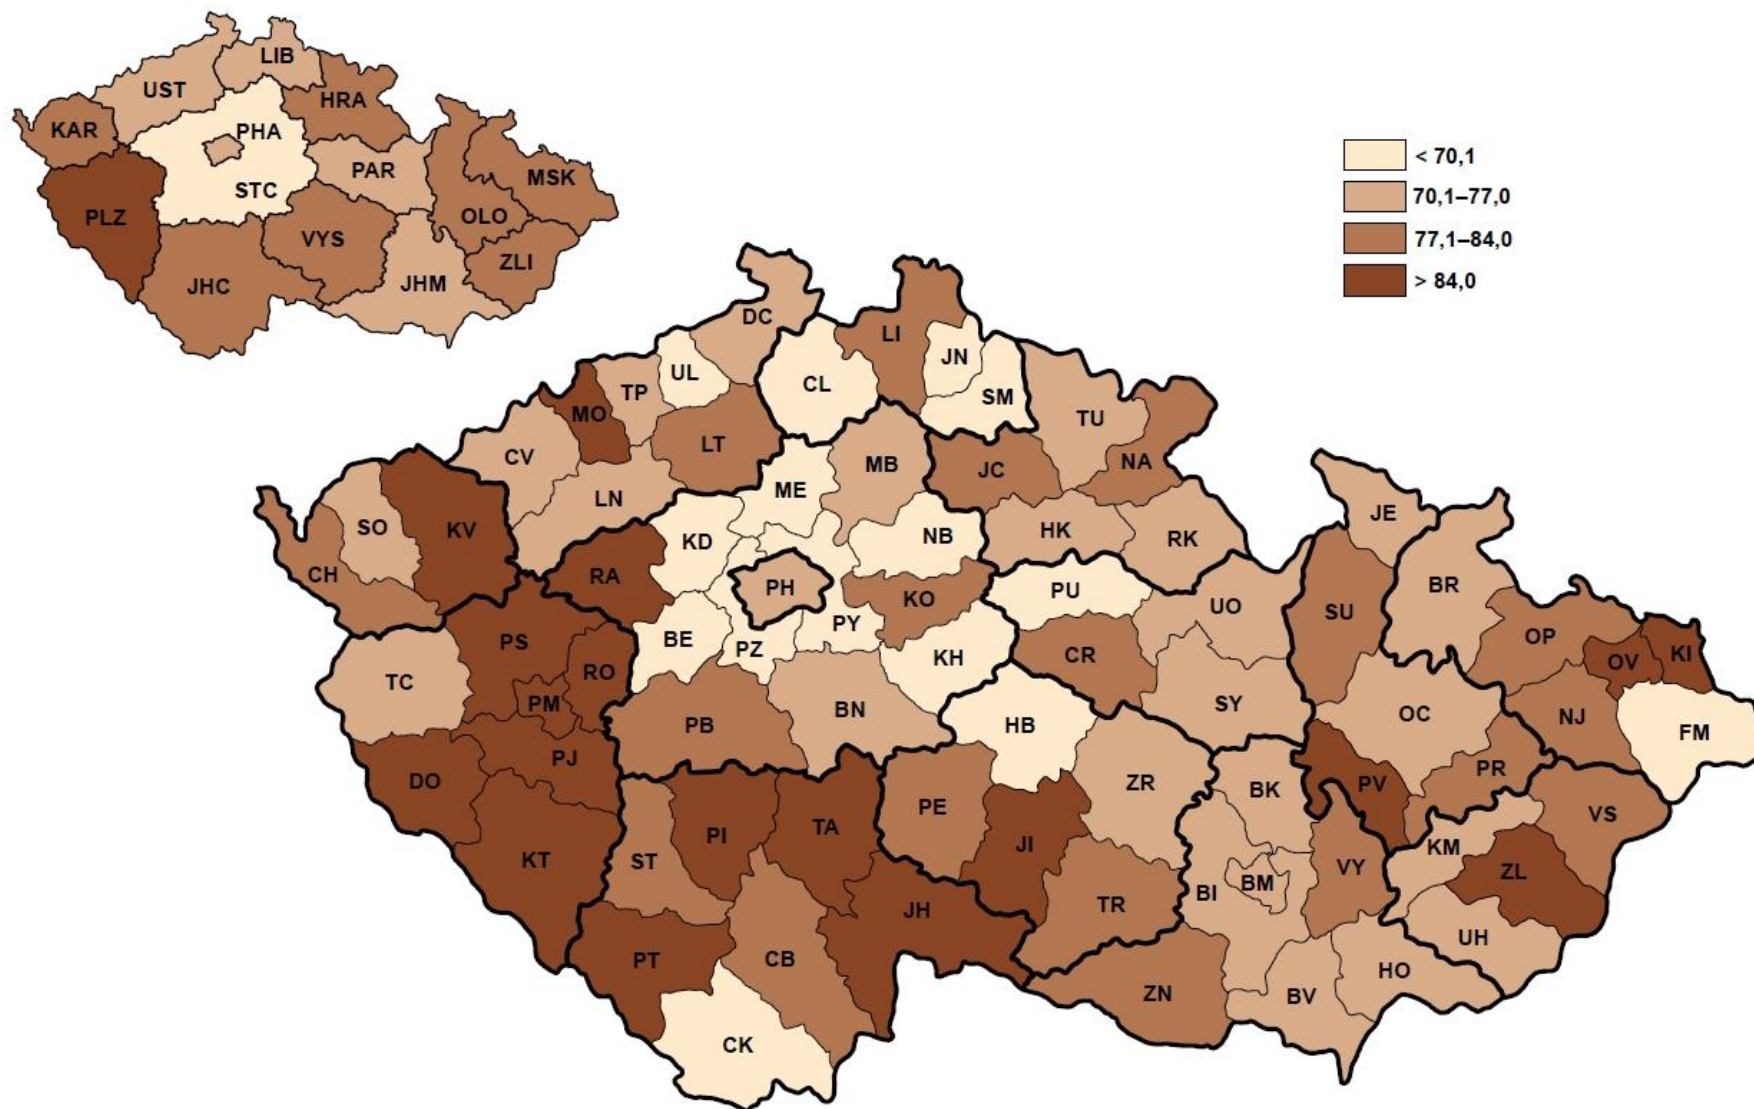 LIB
UST
HRA
KAR
PHA
PAR
MSK
STC
PLZ
OLO
VYS
ZLI
JHC
JHM
< 70,1
70,1–77,0
77,1–84,0
> 84,0
DC
LI
JN
UL
CL
TP
SM
MO
TU
LT
CV
MB
JC
NA
ME
LN
JE
SO
KV
KD
NB
HK
RK
CH
RA
PH
KO
PU
UO
SU
BR
PS
BE
PZ
PY
KH
CR
OP
OV
KI
RO
TC
PM
PB
BN
HB
SY
OC
NJ
FM
PJ
DO
ZR
BK
PV
PR
VS
PE
PI
TA
JI
KT
ST
KM
VY
ZL
BI
BM
JH
TR
UH
PT
CB
HO
ZN
BV
CK